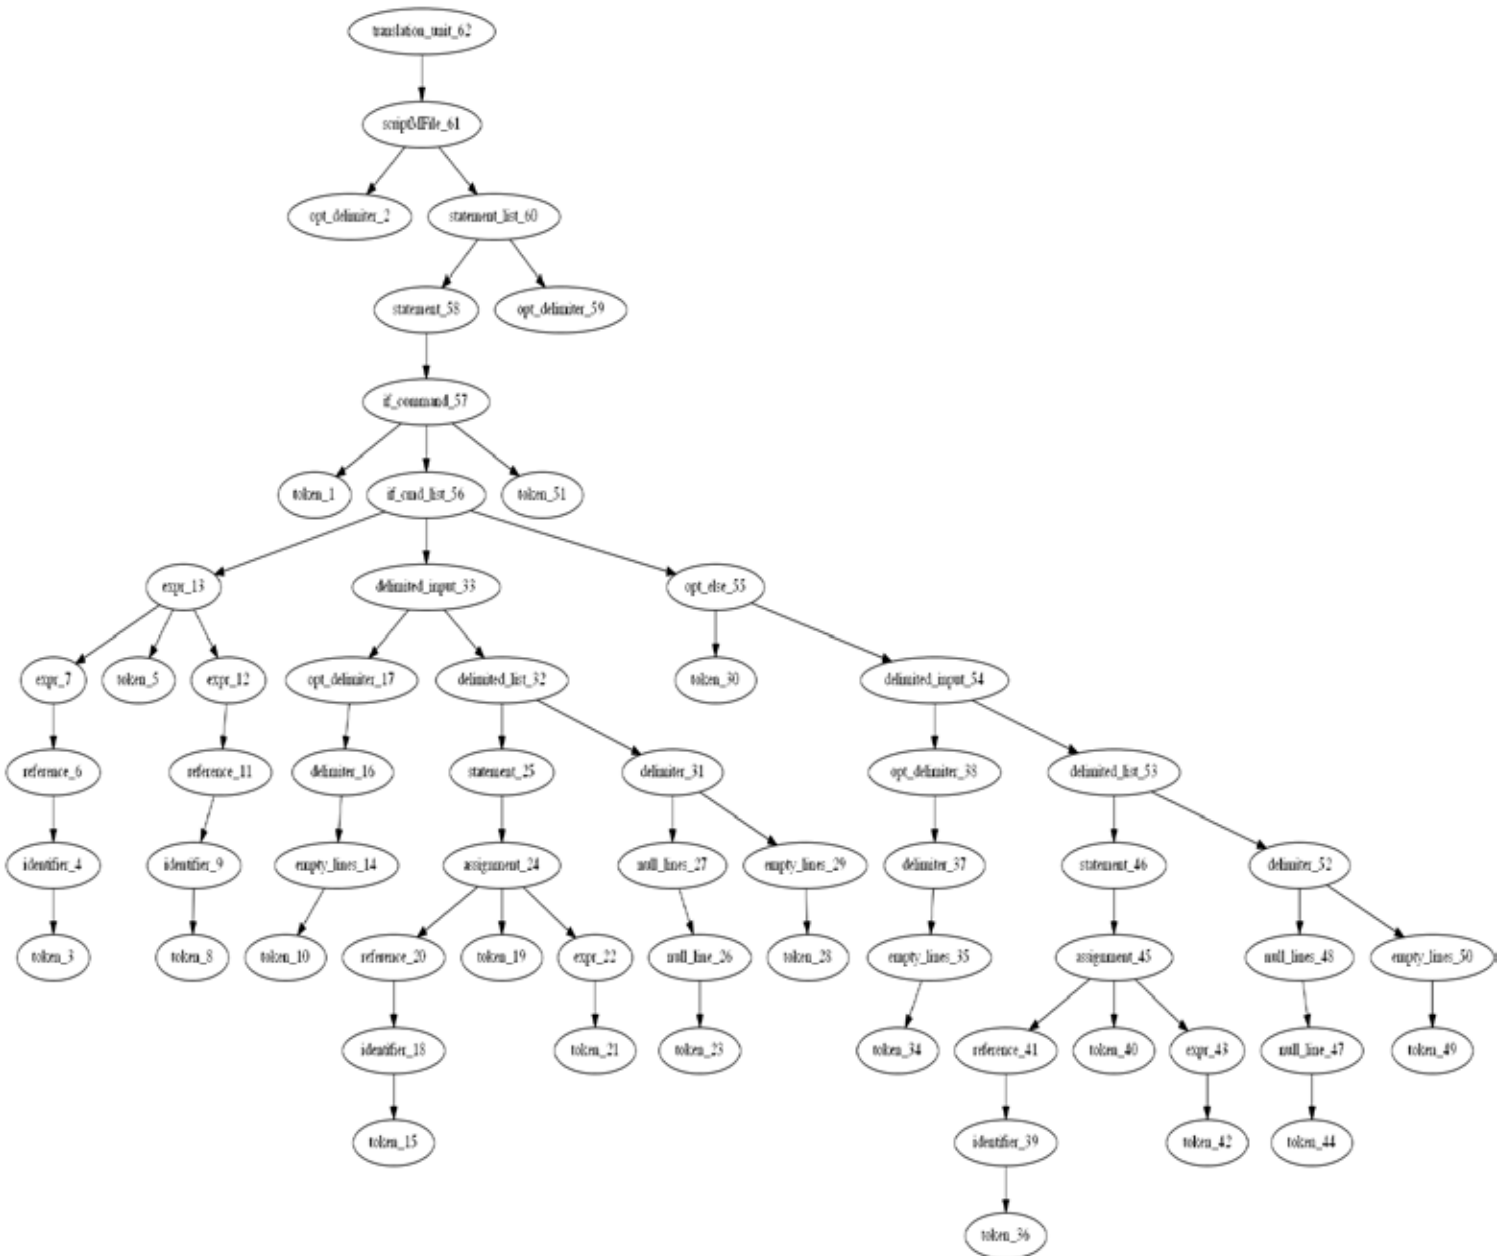 translation_unit_62
scriptMFile_61
opt_delimiter_2
statement_list_60
statement_58
opt_delimiter_59
if_command_57
token_1
if_cmd_list_56
token_51
expr_13
delimited_input_33
opt_else_55
expr_7
token_5
expr_12
opt_delimiter_17
delimited_list_32
token_30
delimited_input_54
reference_6
reference_11
delimiter_16
statement_25
delimiter_31
opt_delimiter_38
delimited_list_53
identifier_4
identifier_9
empty_lines_14
assignment_24
null_lines_27
empty_lines_29
delimiter_37
statement_46
delimiter_52
token_3
token_8
token_10
reference_20
token_19
expr_22
null_line_26
token_28
empty_lines_35
assignment_45
null_lines_48
empty_lines_50
identifier_18
token_21
token_23
token_34
reference_41
token_40
expr_43
null_line_47
token_49
token_15
identifier_39
token_42
token_44
token_36